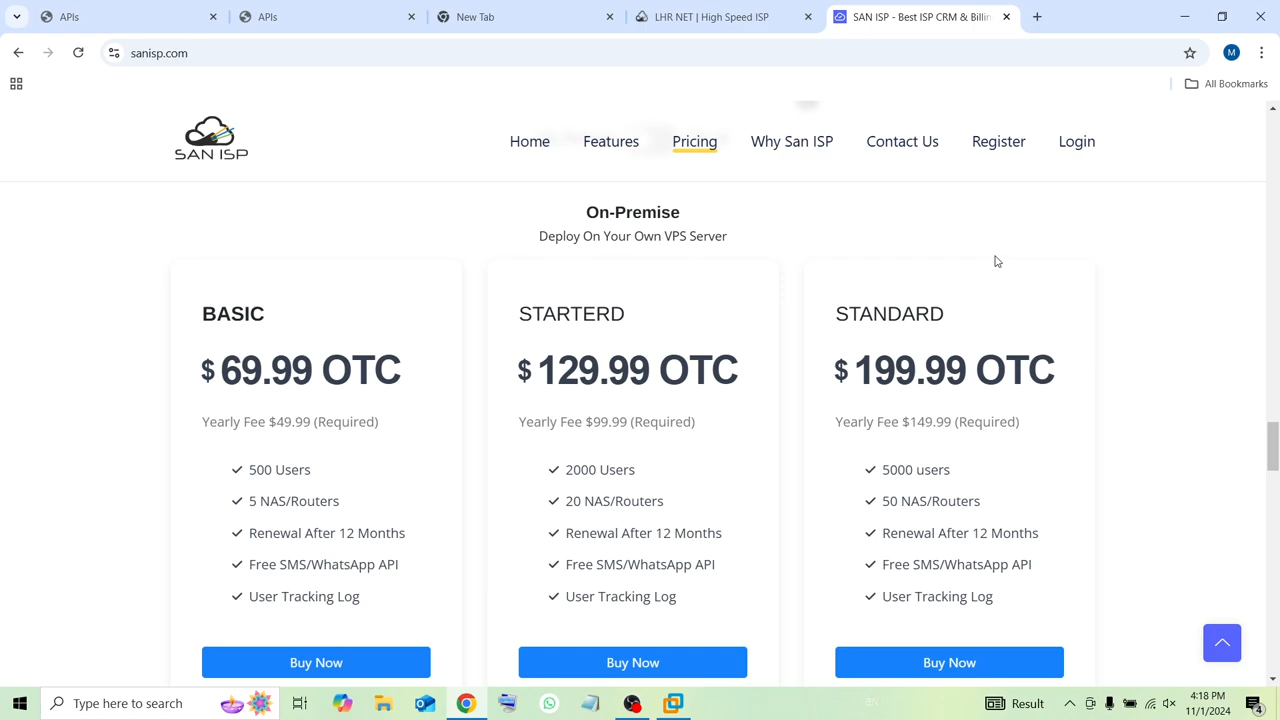 APIs
APIs
New Tab
LHR NET | High Speed ISP
SAN ISP - Best ISP CRM & Billin
sanisp.com
M
All Bookmarks
SAN ISP
Home
Features
Pricing
Why San ISP
Contact Us
Register
Login
On-Premise
Deploy On Your Own VPS Server
BASIC
$ 69.99 OTC
Yearly Fee $49.99 (Required)
500 Users
5 NAS/Routers
Renewal After 12 Months
Free SMS/WhatsApp API
User Tracking Log
Buy Now
STARTERD
$ 129.99 OTC
Yearly Fee $99.99 (Required)
2000 Users
20 NAS/Routers
Renewal After 12 Months
Free SMS/WhatsApp API
User Tracking Log
Buy Now
STANDARD
$ 199.99 OTC
Yearly Fee $149.99 (Required)
5000 users
50 NAS/Routers
Renewal After 12 Months
Free SMS/WhatsApp API
User Tracking Log
Buy Now
Type here to search
EN
Result
4:18 PM
11/1/2024
4